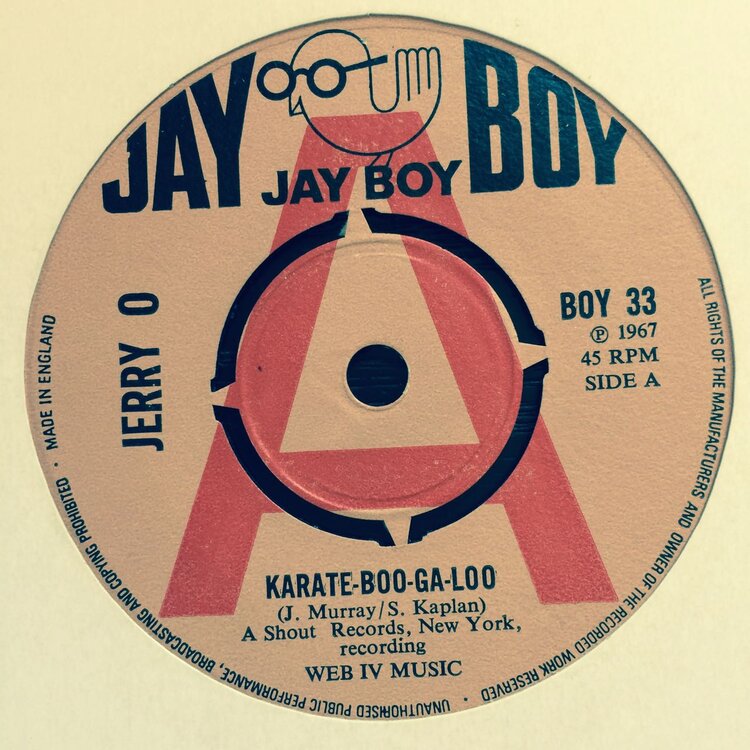 JAY BOY
JAY BOY
A
JERRY O
BOY 33
Ⓟ 1967
45 RPM
SIDE A
KARATE-BOO-GA-LOO
(J. Murray/S. Kaplan)
A Shout Records, New York,
recording
WEB IV MUSIC
ALL RIGHTS OF THE MANUFACTURERS AND OWNER OF THE RECORDED WORK RESERVED • UNAUTHORISED PUBLIC PERFORMANCE, BROADCASTING AND COPYING PROHIBITED • MADE IN ENGLAND